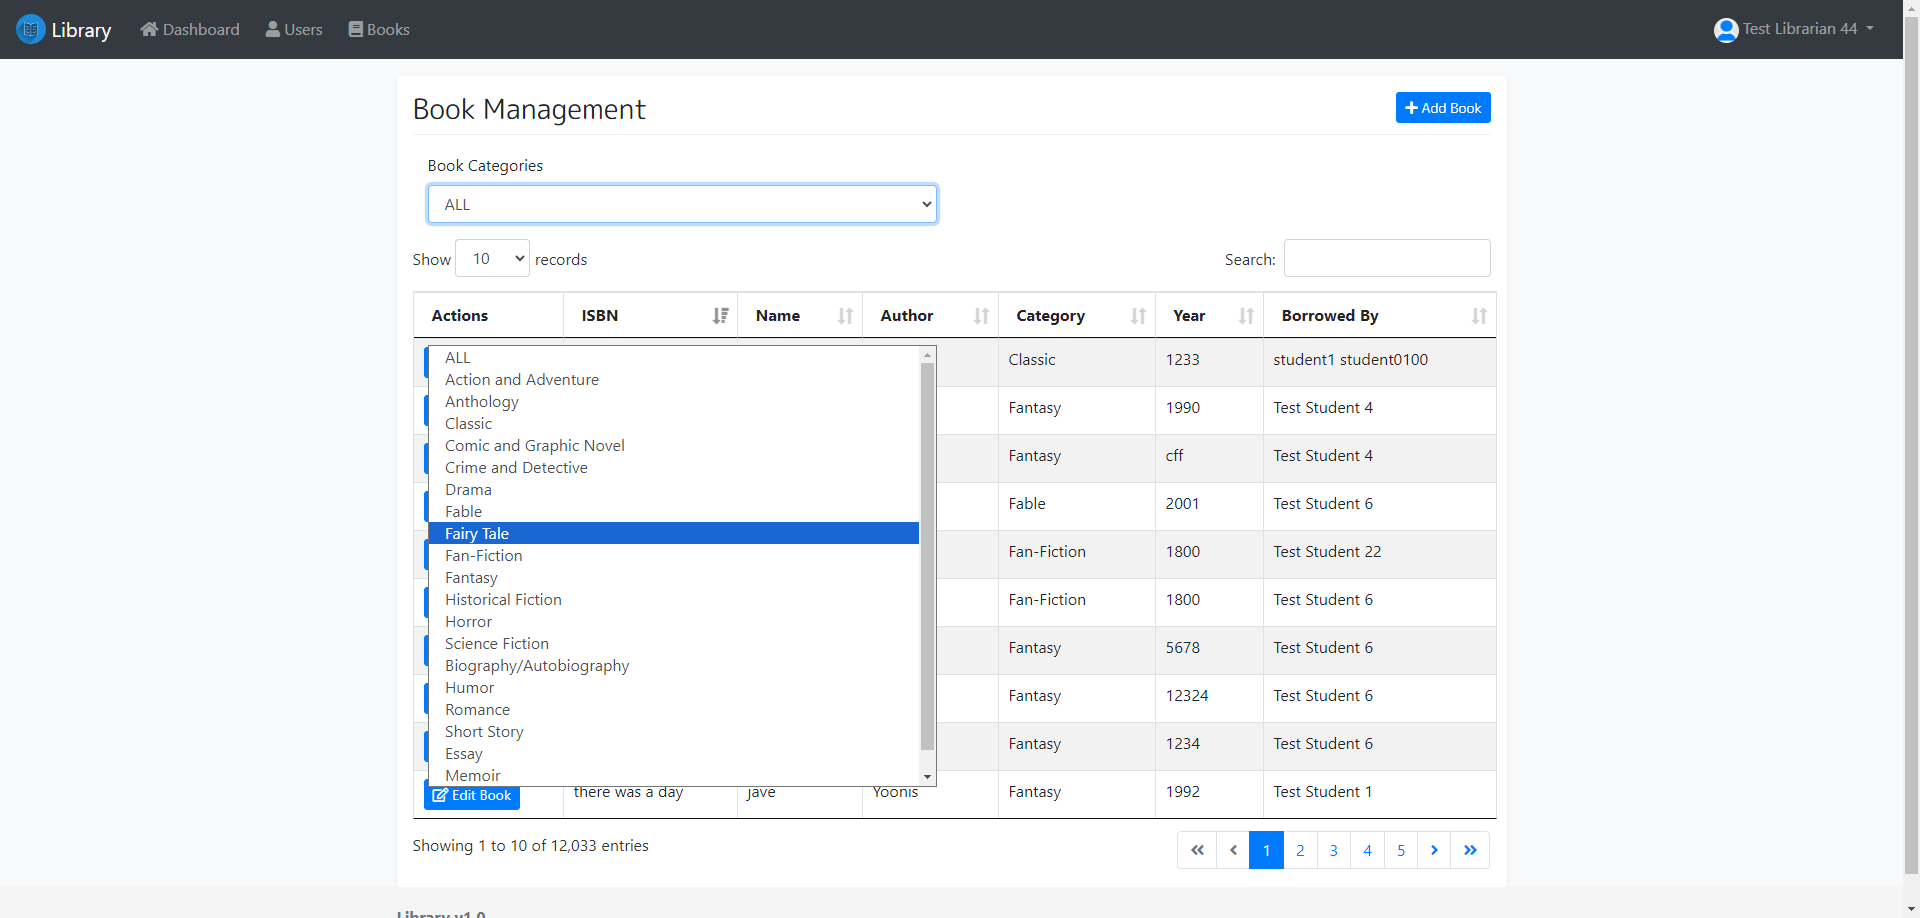 Library Dashboard Users Books Test Librarian 44
Book Management
Add Book
Book Categories
ALL
Show 10 records Search:
Actions ISBN Name Author Category Year Borrowed By
ALL
Action and Adventure
Anthology
Classic
Comic and Graphic Novel
Crime and Detective
Drama
Fable
Fairy Tale
Fan-Fiction
Fantasy
Historical Fiction
Horror
Science Fiction
Biography/Autobiography
Humor
Romance
Short Story
Essay
Memoir
Classic 1233 student1 student0100
Fantasy 1990 Test Student 4
Fantasy cff Test Student 4
Fable 2001 Test Student 6
Fan-Fiction 1800 Test Student 22
Fan-Fiction 1800 Test Student 6
Fantasy 5678 Test Student 6
Fantasy 12324 Test Student 6
Fantasy 1234 Test Student 6
Edit Book there was a day jave Yoonis Fantasy 1992 Test Student 1
Showing 1 to 10 of 12,033 entries
« ‹ 1 2 3 4 5 › »
Library v1.0